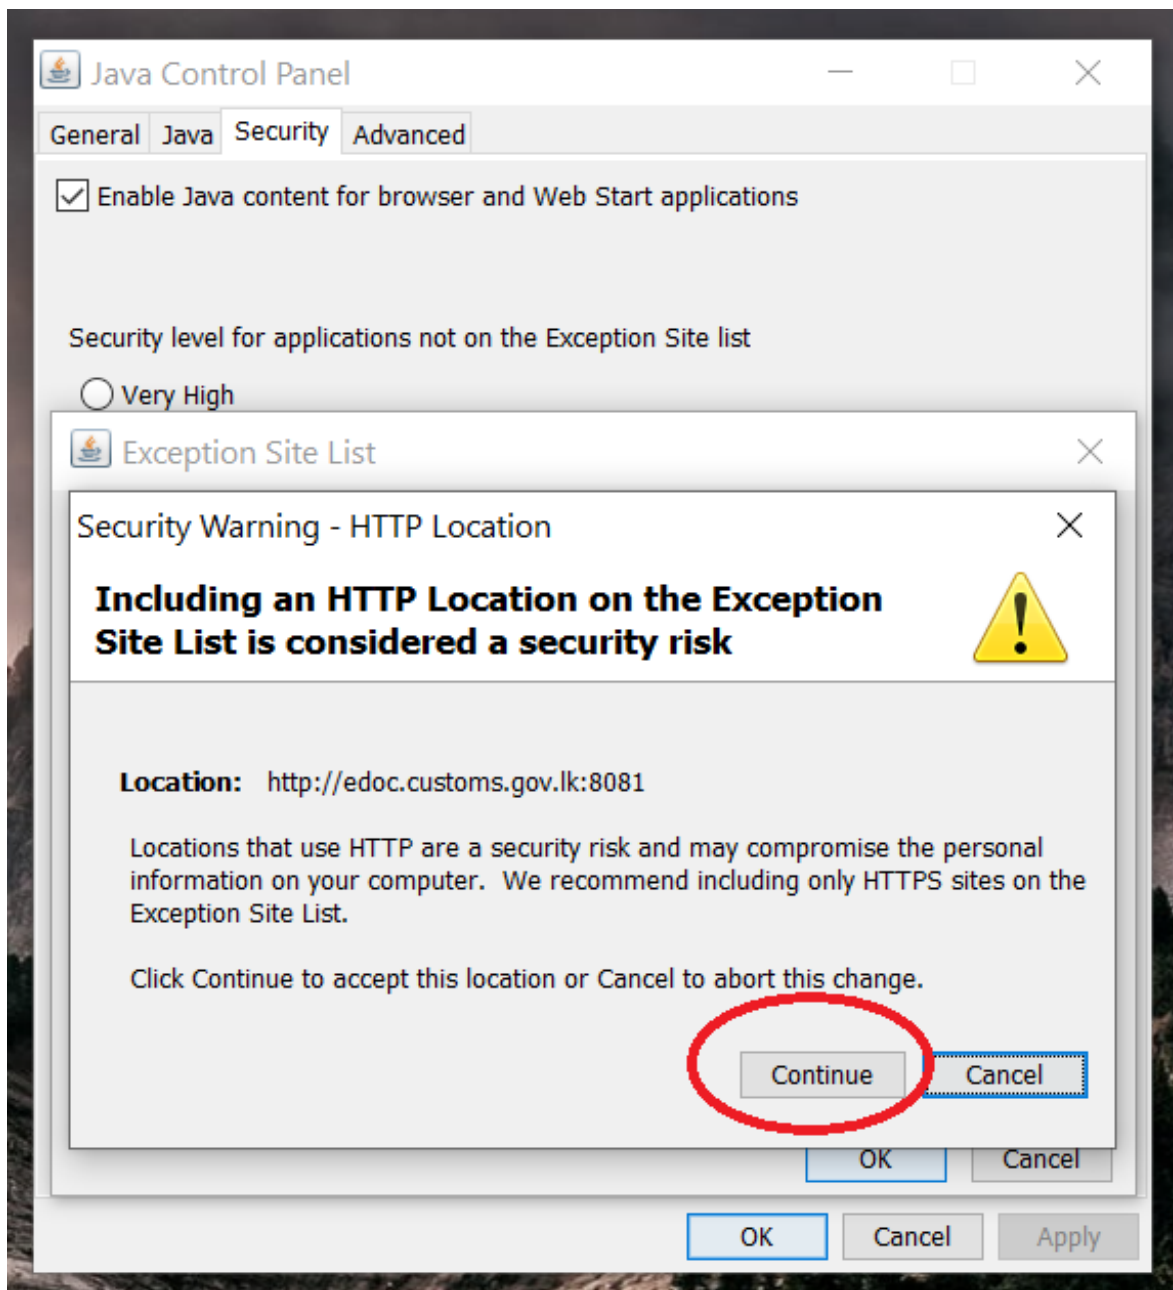 Java Control Panel
General Java Security Advanced
Enable Java content for browser and Web Start applications
Security level for applications not on the Exception Site list
Very High
Exception Site List
Security Warning - HTTP Location
Including an HTTP Location on the Exception
Site List is considered a security risk
Location: http://edoc.customs.gov.lk:8081
Locations that use HTTP are a security risk and may compromise the personal
information on your computer. We recommend including only HTTPS sites on the
Exception Site List.
Click Continue to accept this location or Cancel to abort this change.
Continue Cancel
OK Cancel
OK Cancel Apply